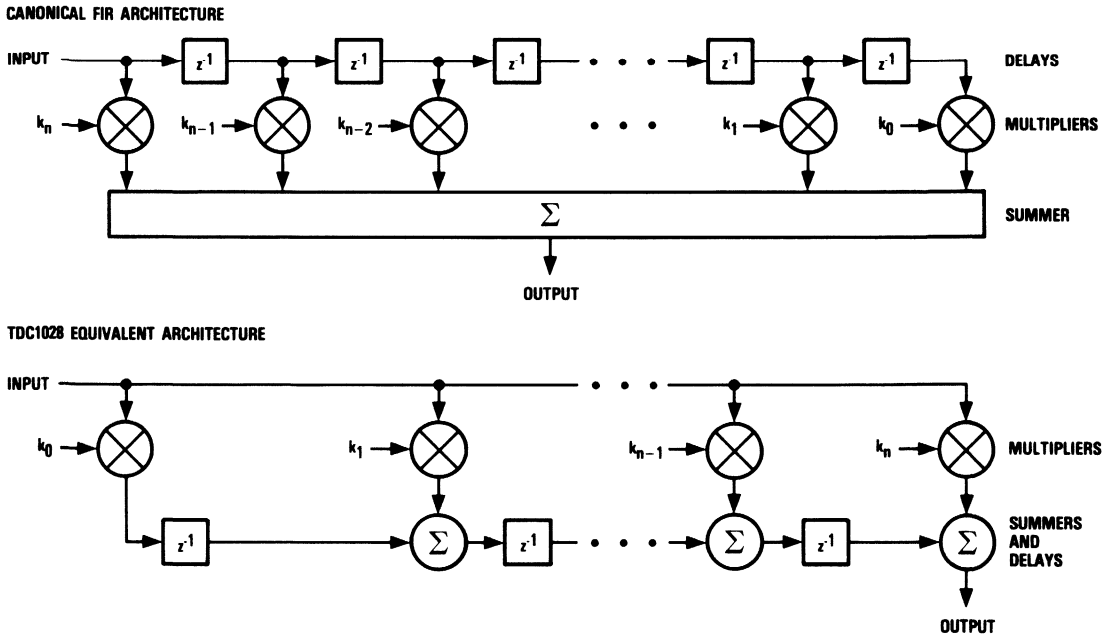 CANONICAL FIR ARCHITECTURE
INPUT z⁻¹ z⁻¹ z⁻¹ • • • z⁻¹ z⁻¹ DELAYS
kₙ kₙ₋₁ kₙ₋₂ • • • k₁ k₀ MULTIPLIERS
Σ SUMMER
OUTPUT
TDC1028 EQUIVALENT ARCHITECTURE
INPUT • • •
k₀ k₁ kₙ₋₁ kₙ MULTIPLIERS
z⁻¹ Σ z⁻¹ • • • Σ z⁻¹ Σ SUMMERS
AND
DELAYS
OUTPUT